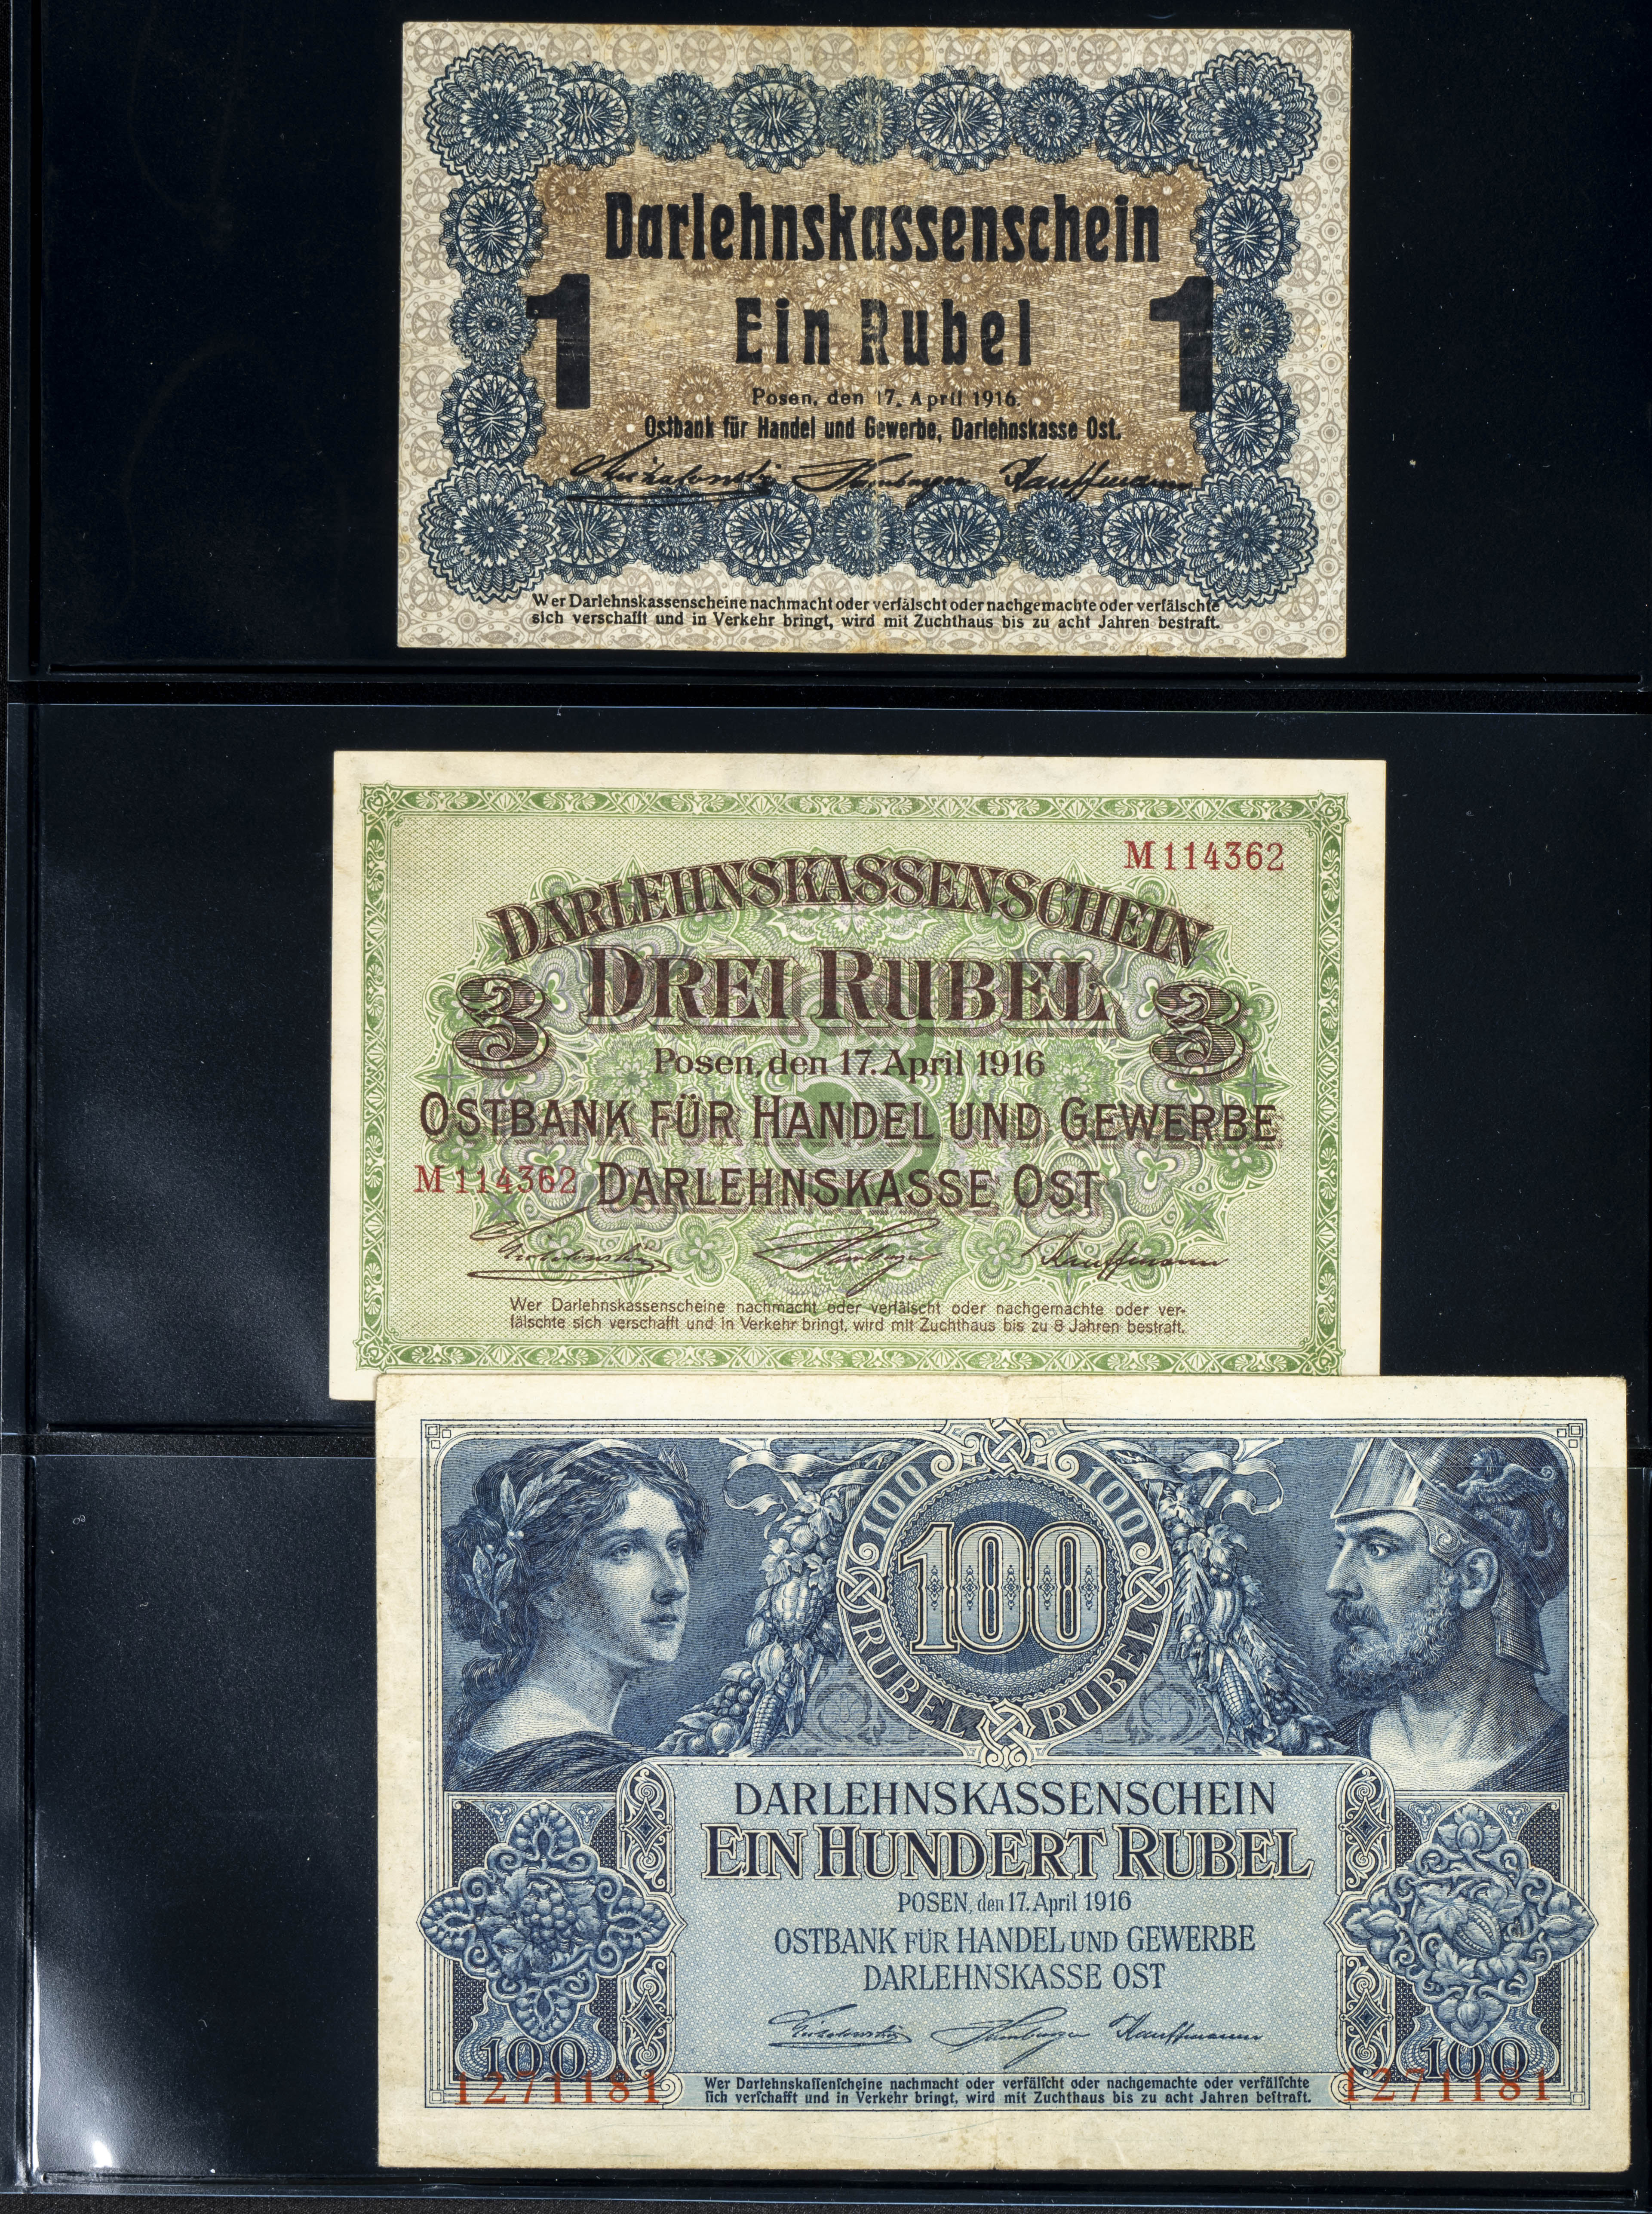 Darlehnskassenschein
1 Ein Rubel 1
Posen, den 17. April 1916.
Ostbank für Handel und Gewerbe, Darlehnskasse Ost.
Hamburger Kauffmann
Wer Darlehnskassenscheine nachmacht oder verfälscht oder nachgemachte oder verfälschte
sich verschafft und in Verkehr bringt, wird mit Zuchthaus bis zu acht Jahren bestraft.
M114362
DARLEHNSKASSENSCHEIN
3 DREI RUBEL 3
Posen, den 17. April 1916
OSTBANK FÜR HANDEL UND GEWERBE
M114362 DARLEHNSKASSE OST
Hamburger Kauffmann
Wer Darlehnskassenscheine nachmacht oder verfälscht oder nachgemachte oder ver-
fälschte sich verschafft und in Verkehr bringt, wird mit Zuchthaus bis zu 8 Jahren bestraft.
100 100
100
RUBEL RUBEL
DARLEHNSKASSENSCHEIN
EIN HUNDERT RUBEL
POSEN, den 17. April 1916
OSTBANK FÜR HANDEL UND GEWERBE
DARLEHNSKASSE OST
Hamburger Kauffmann
100 100
1271181 1271181
Wer Darlehnskaſſenſcheine nachmacht oder verfälſcht oder nachgemachte oder verfälſchte
ſich verſchafft und in Verkehr bringt, wird mit Zuchthaus bis zu acht Jahren beſtraft.